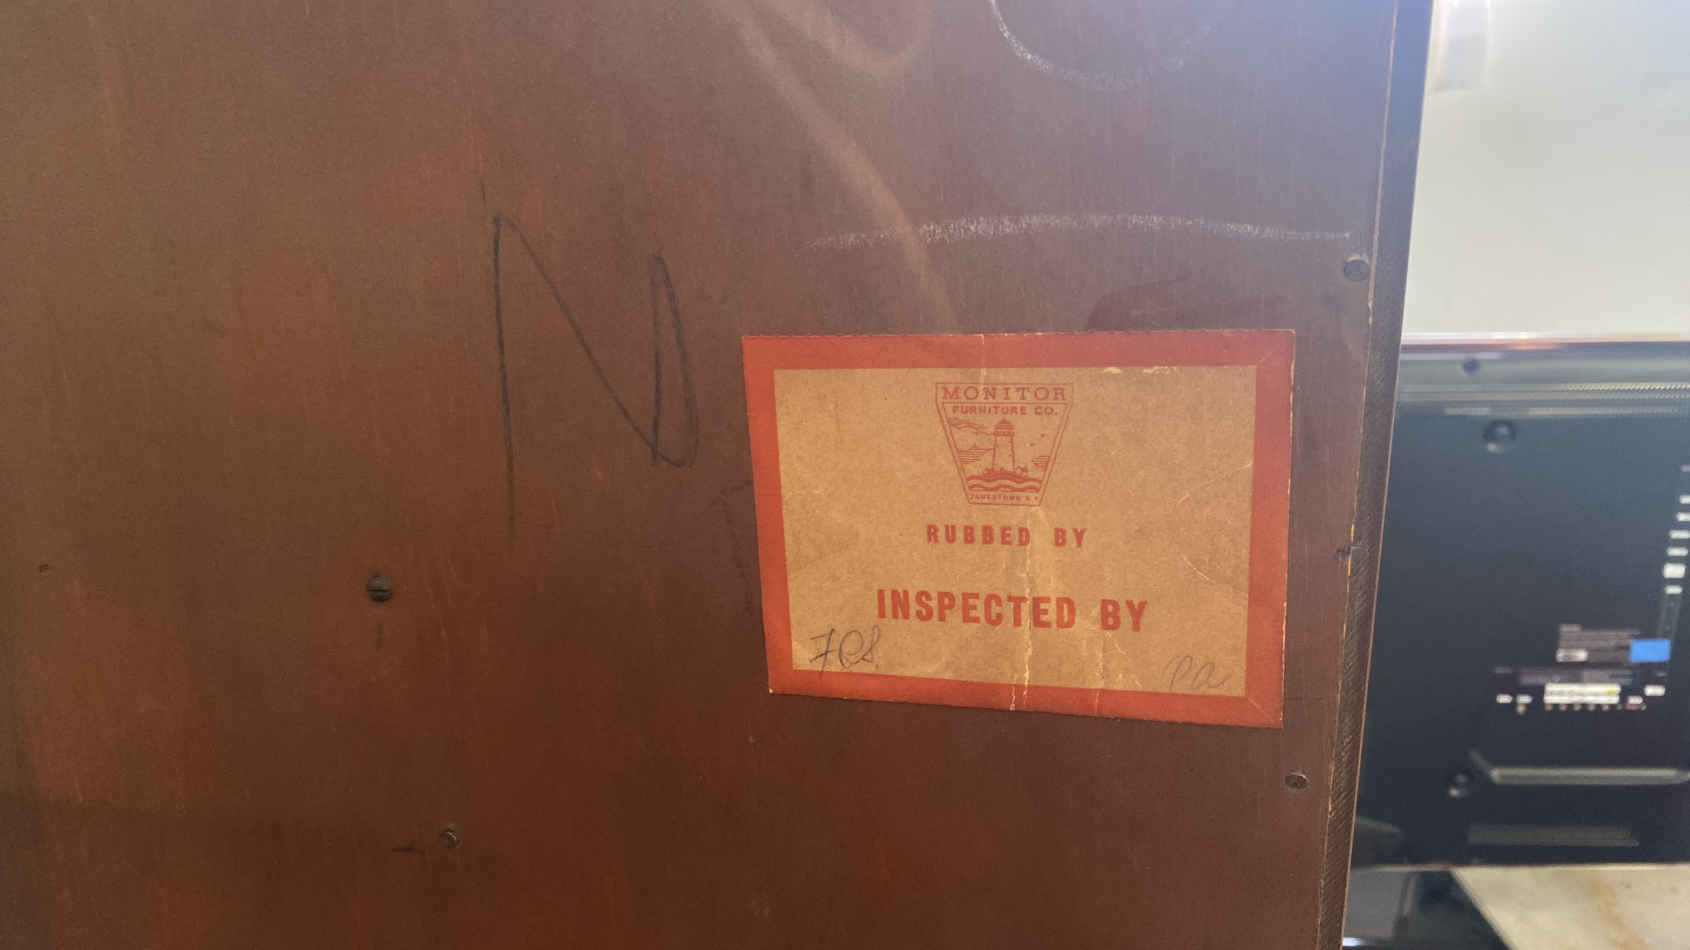 N
MONITOR
FURNITURE CO.
JAMESTOWN N.Y.
RUBBED BY
INSPECTED BY